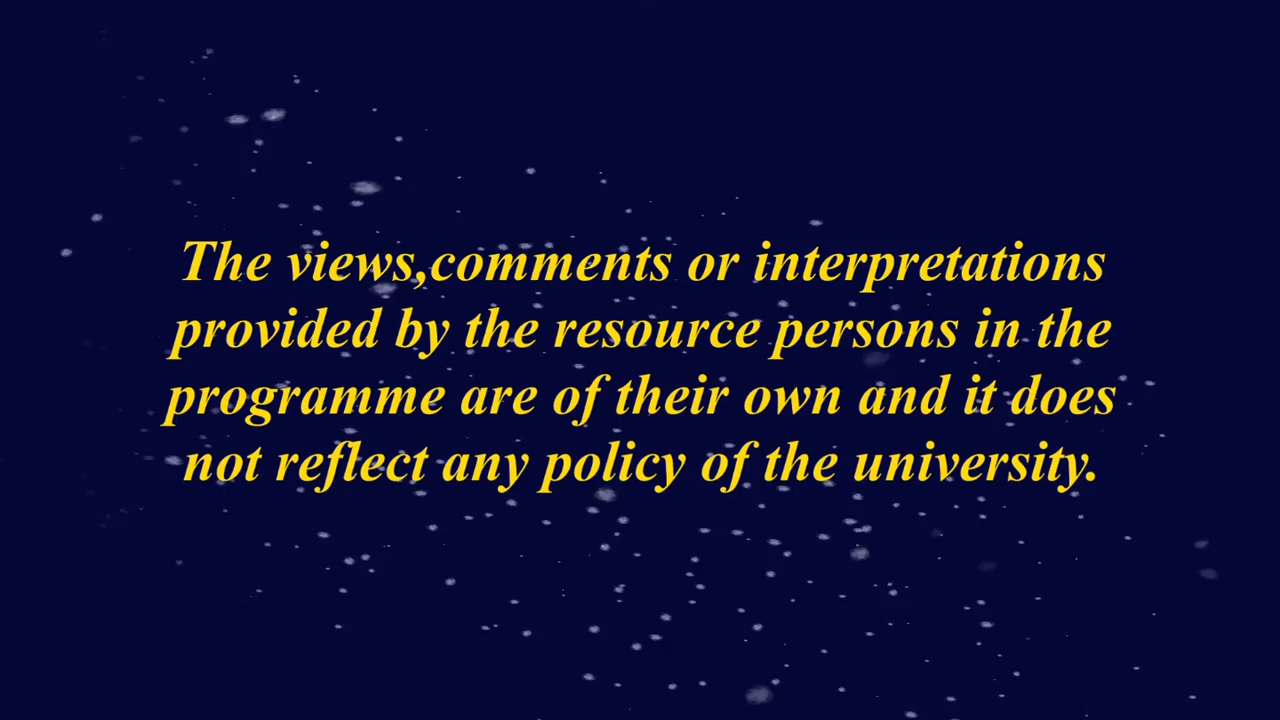 The views,comments or interpretations
provided by the resource persons in the
programme are of their own and it does
not reflect any policy of the university.